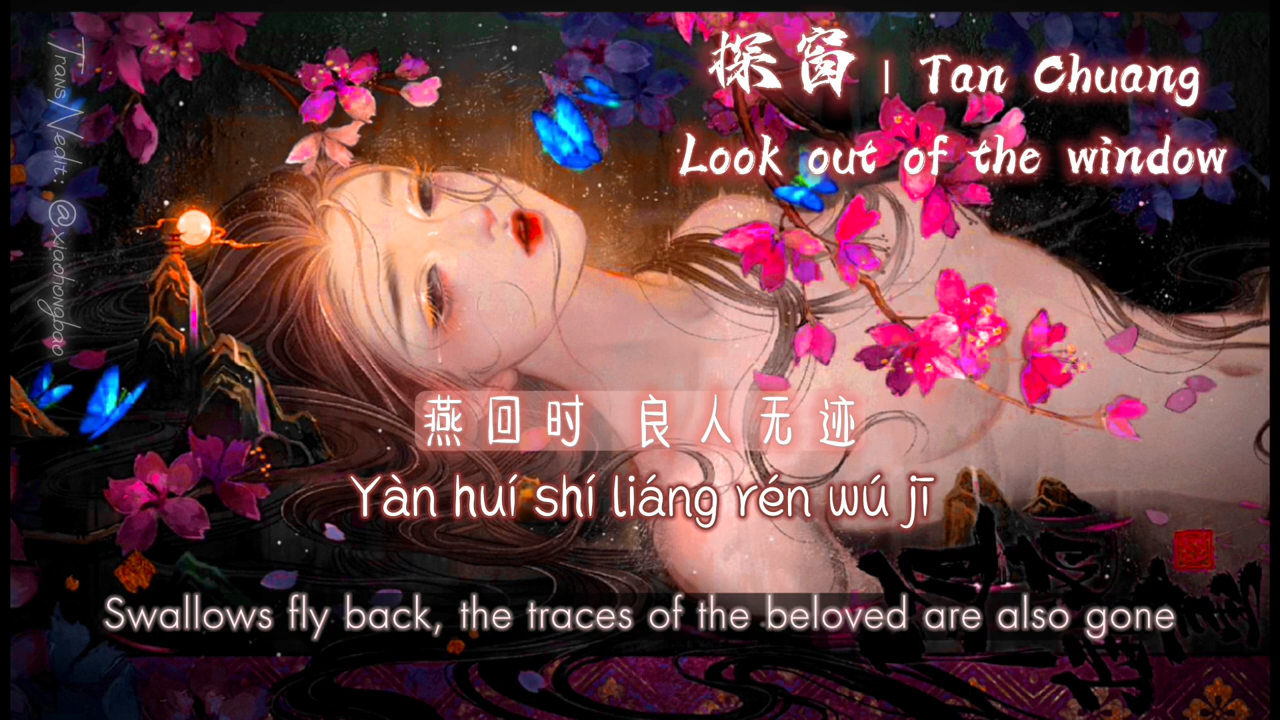 探窗 | Tan Chuang
Look out of the window
Trans \ edit: @xiaohongbao
燕回时 良人无迹
Yàn huí shí liáng rén wú jī
Swallows fly back, the traces of the beloved are also gone